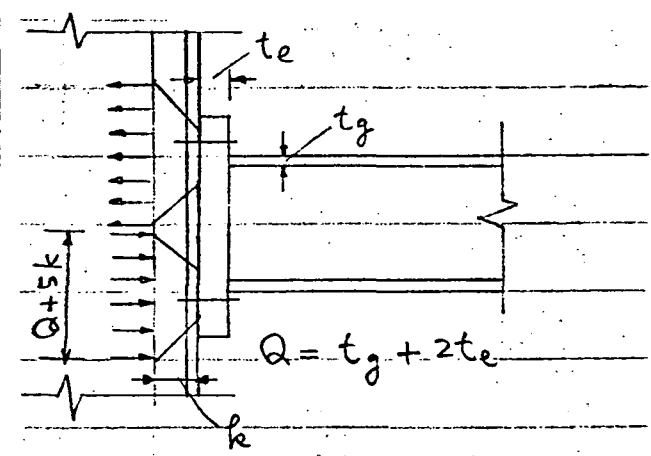 te
tg
Q+5k
Q = tg + 2te
k